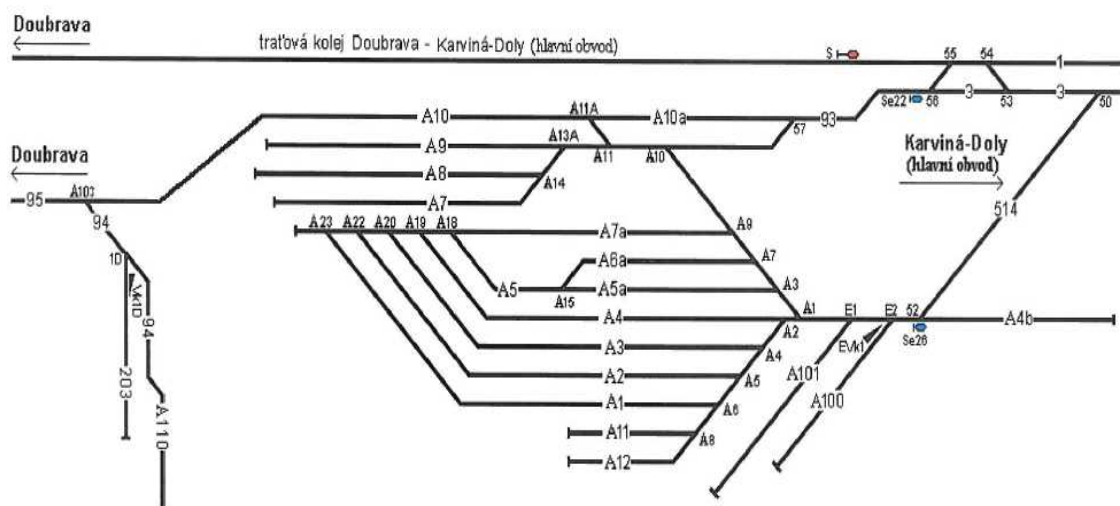 Doubrava
traťová kolej Doubrava - Karviná-Doly (hlavní obvod)
S
55
54
1
Se22
56
3
53
3
50
A10
A11A
A10a
57
93
A9
A13A
A11
A10
Karviná-Doly
(hlavní obvod)
Doubrava
A8
A14
95
A103
A7
94
514
A23
A22
A20
A19
A18
A7a
A9
1D
A6a
A7
Vk1D
A5
A15
A5a
A3
94
A4
A1
E1
E2
52
A4b
A2
EVk1
Se26
A3
A4
203
A2
A5
A101
A100
A1
A6
A110
A11
A8
A12